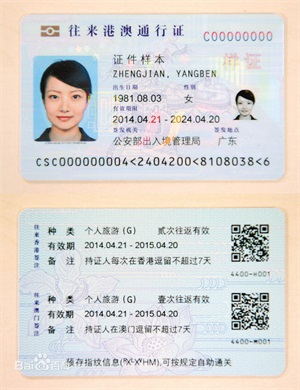 往来港澳通行证 C00000000
样证
证件样本
ZHENGJIAN, YANGBEN
出生日期 性别
1981.08.03 女
有效期限
2014.04.21 - 2024.04.20
签发机关 签发地点
公安部出入境管理局 广东
CSC000000004<2404200<8108038<6
往来香港签注
种 类 个人旅游 (G) 贰次往返有效
有效期 2014.04.21 - 2015.04.20
备 注 持证人每次在香港逗留不超过7天
4400-H001
往来澳门签注
种 类 个人旅游 (G) 壹次往返有效
有效期 2014.04.21 - 2015.04.20
备 注 持证人在澳门逗留不超过7天
4400-M001
预存指纹信息
可按规定自助通关
Bai百科